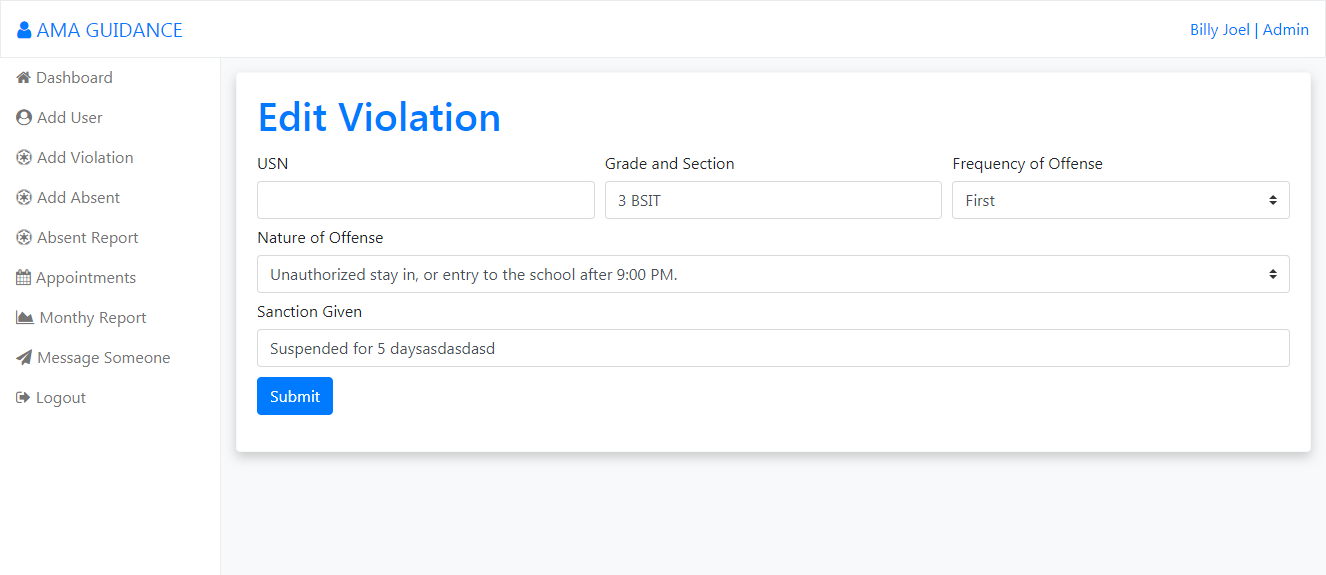 AMA GUIDANCE
Billy Joel | Admin
Dashboard
Add User
Add Violation
Add Absent
Absent Report
Appointments
Monthy Report
Message Someone
Logout
Edit Violation
USN
Grade and Section
Frequency of Offense
3 BSIT
First
Nature of Offense
Unauthorized stay in, or entry to the school after 9:00 PM.
Sanction Given
Suspended for 5 daysasdasdasd
Submit